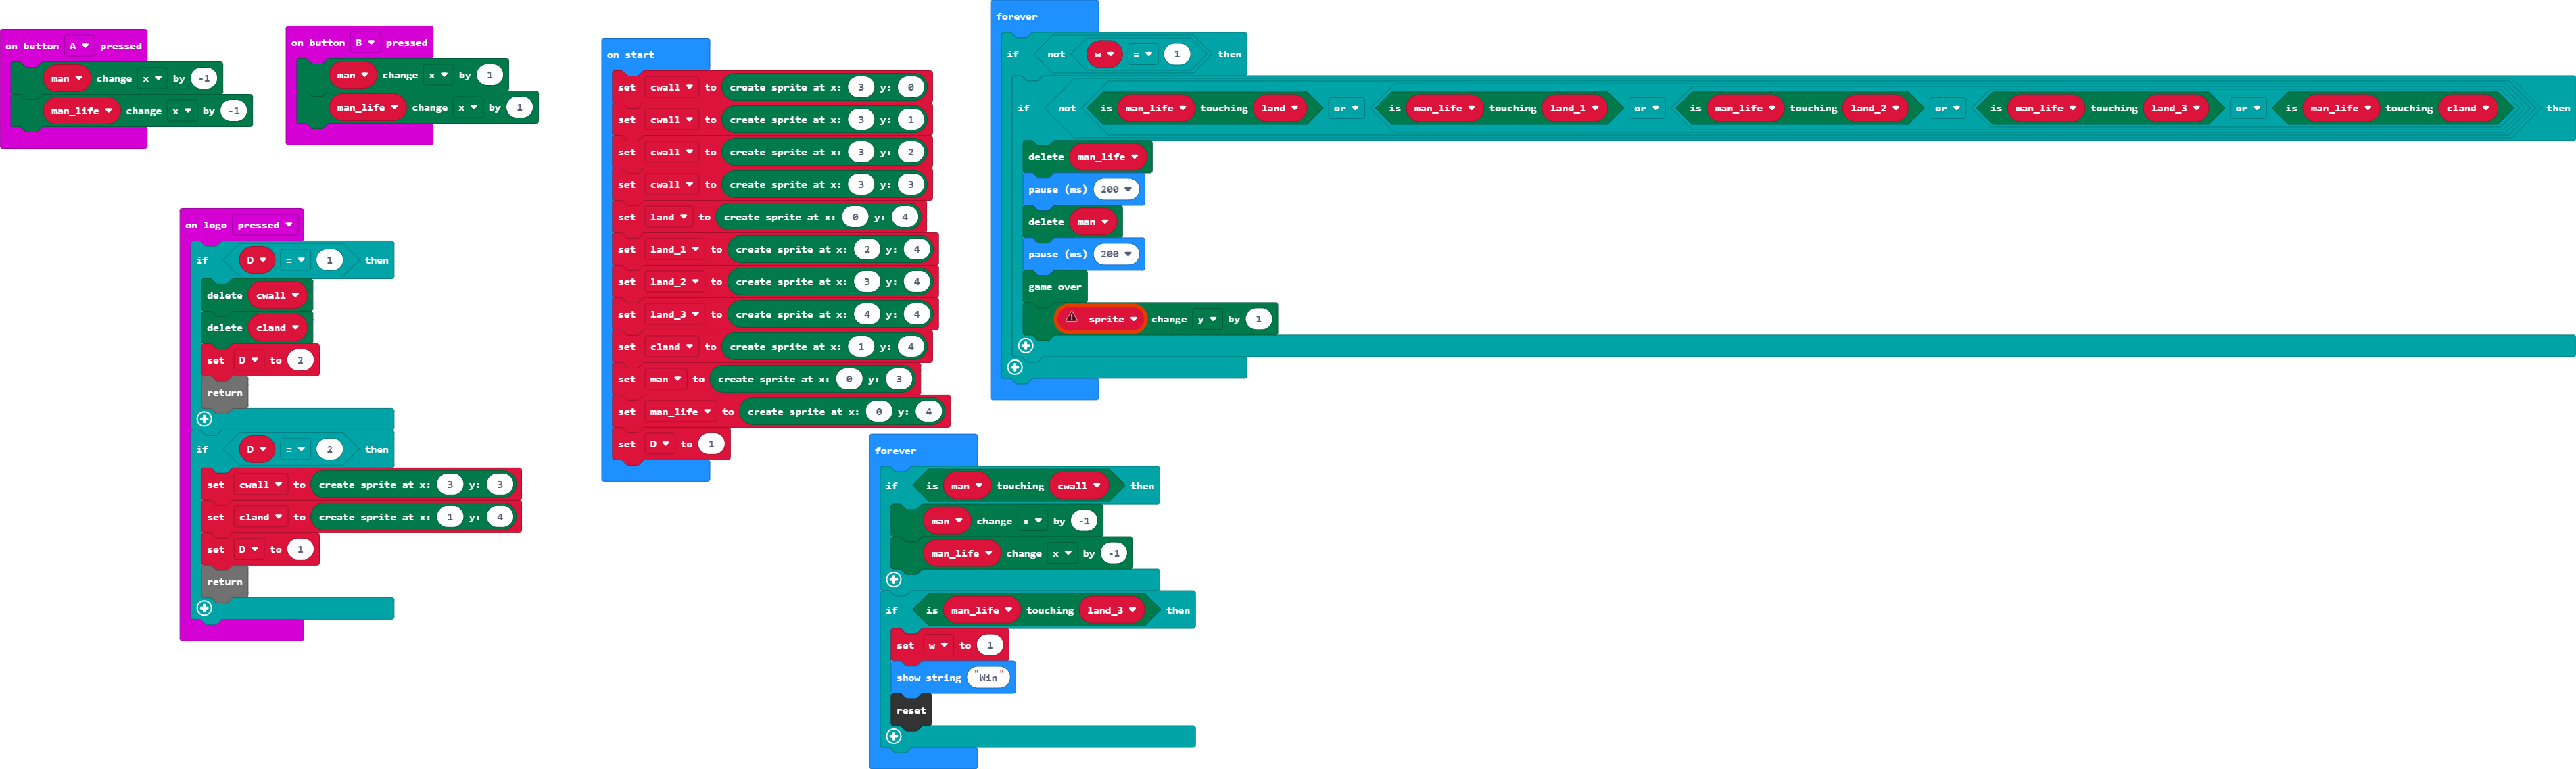 on button A pressed
man change x by -1
man_life change x by -1
on button B pressed
man change x by 1
man_life change x by 1
on logo pressed
if D = 1 then
delete cwall
delete cland
set D to 2
return
if D = 2 then
set cwall to create sprite at x: 3 y: 3
set cland to create sprite at x: 1 y: 4
set D to 1
return
on start
set cwall to create sprite at x: 3 y: 0
set cwall to create sprite at x: 3 y: 1
set cwall to create sprite at x: 3 y: 2
set cwall to create sprite at x: 3 y: 3
set land to create sprite at x: 0 y: 4
set land_1 to create sprite at x: 2 y: 4
set land_2 to create sprite at x: 3 y: 4
set land_3 to create sprite at x: 4 y: 4
set cland to create sprite at x: 1 y: 4
set man to create sprite at x: 0 y: 3
set man_life to create sprite at x: 0 y: 4
set D to 1
forever
if is man touching cwall then
man change x by -1
man_life change x by -1
if is man_life touching land_3 then
set w to 1
show string "Win"
reset
forever
if not w = 1 then
if not is man_life touching land or is man_life touching land_1 or is man_life touching land_2 or is man_life touching land_3 or is man_life touching cland then
delete man_life
pause (ms) 200
delete man
pause (ms) 200
game over
sprite change y by 1